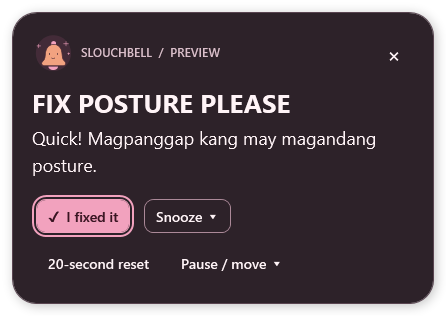 SLOUCHBELL / PREVIEW
×
FIX POSTURE PLEASE
Quick! Magpanggap kang may magandang
posture.
✓ I fixed it
Snooze ▾
20-second reset
Pause / move ▾